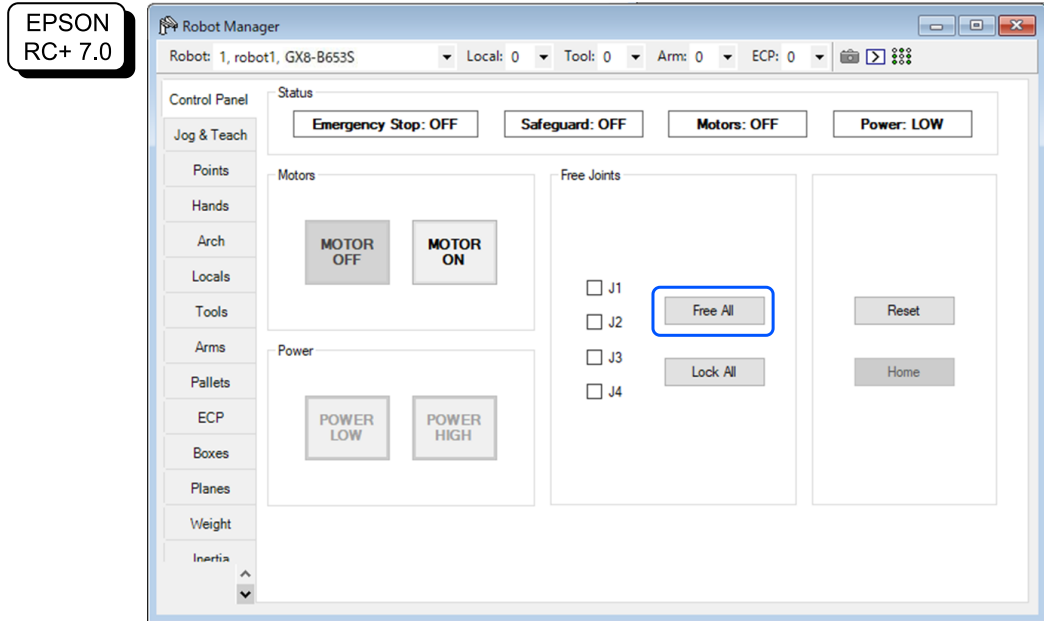 EPSON
RC+ 7.0
Robot Manager
Robot: 1, robot1, GX8-B653S Local: 0 Tool: 0 Arm: 0 ECP: 0
Control Panel
Jog & Teach
Points
Hands
Arch
Locals
Tools
Arms
Pallets
ECP
Boxes
Planes
Weight
Inertia
Status
Emergency Stop: OFF Safeguard: OFF Motors: OFF Power: LOW
Motors
MOTOR
OFF
MOTOR
ON
Power
POWER
LOW
POWER
HIGH
Free Joints
J1
J2
J3
J4
Free All
Lock All
Reset
Home